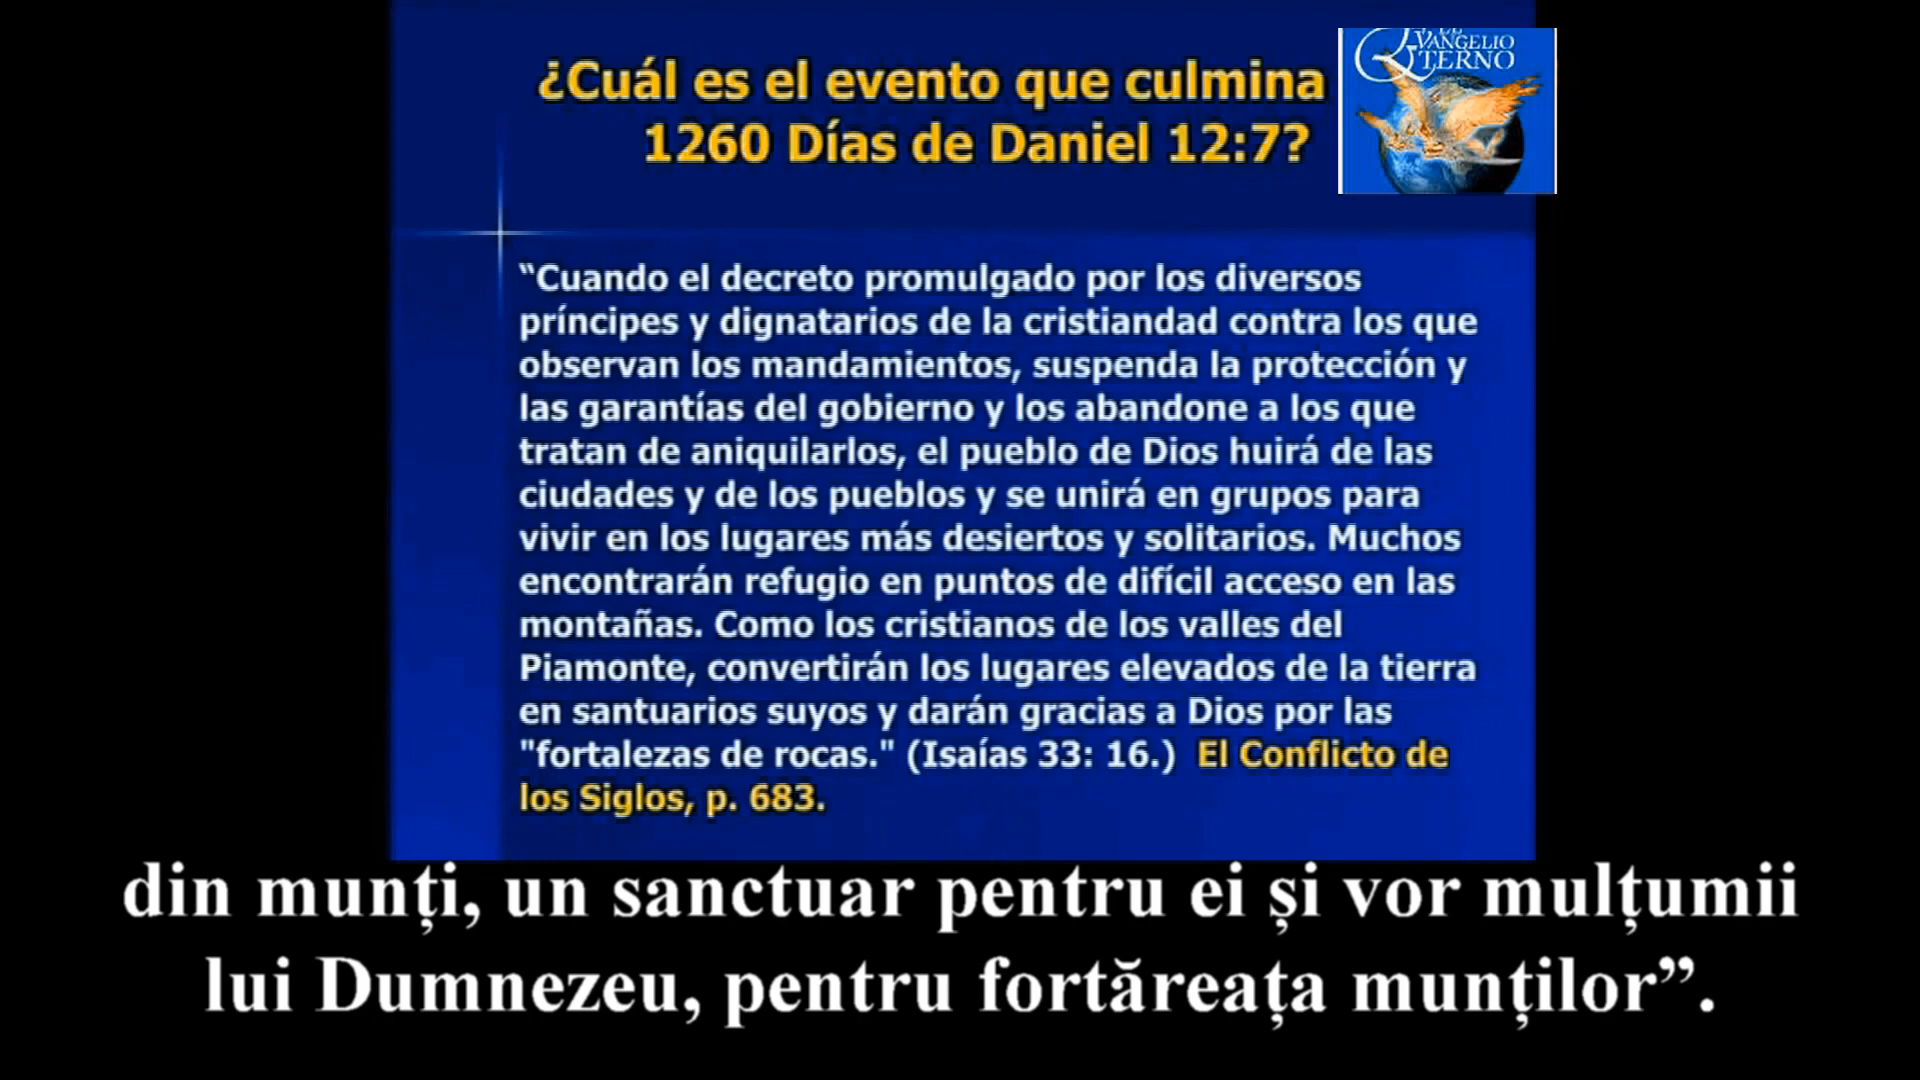 ¿Cuál es el evento que culmina
1260 Días de Daniel 12:7?
EVANGELIO
ETERNO
“Cuando el decreto promulgado por los diversos
príncipes y dignatarios de la cristiandad contra los que
observan los mandamientos, suspenda la protección y
las garantías del gobierno y los abandone a los que
tratan de aniquilarlos, el pueblo de Dios huirá de las
ciudades y de los pueblos y se unirá en grupos para
vivir en los lugares más desiertos y solitarios. Muchos
encontrarán refugio en puntos de difícil acceso en las
montañas. Como los cristianos de los valles del
Piamonte, convertirán los lugares elevados de la tierra
en santuarios suyos y darán gracias a Dios por las
"fortalezas de rocas." (Isaías 33: 16.) El Conflicto de
los Siglos, p. 683.
din munți, un sanctuar pentru ei și vor mulțumii
lui Dumnezeu, pentru fortăreața munților”.